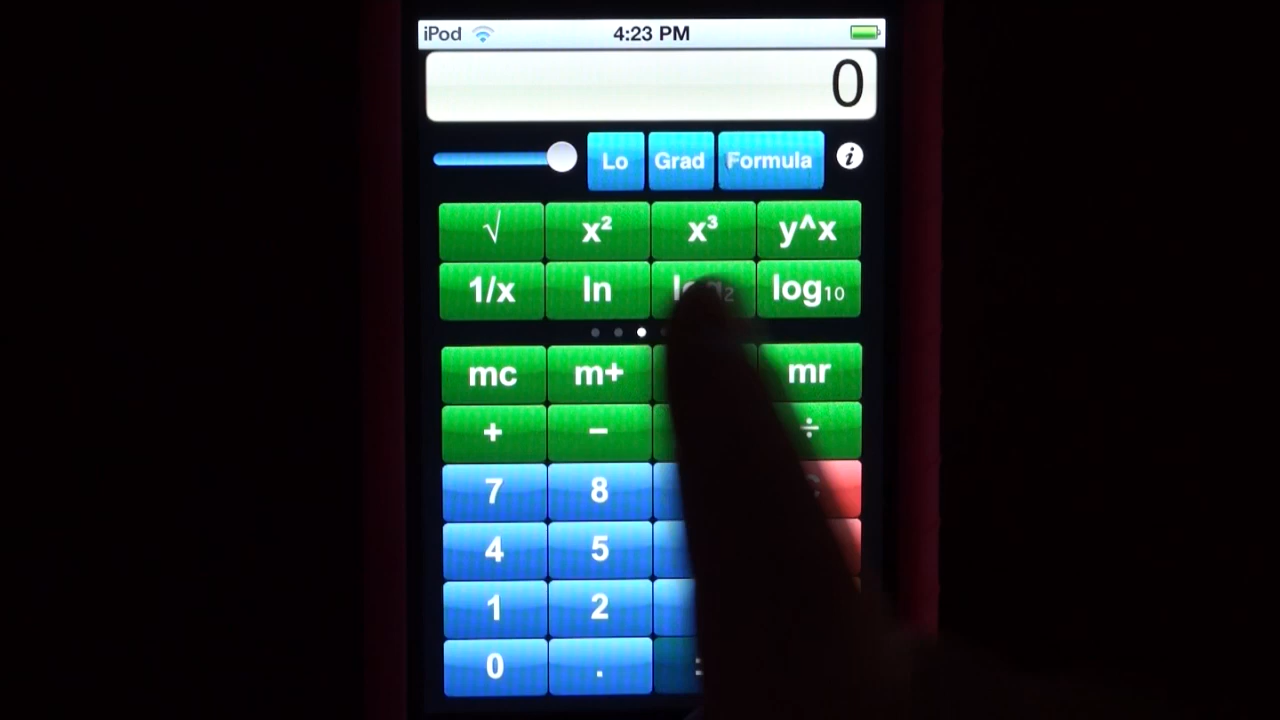 iPod 4:23 PM
0
Lo Grad Formula i
√ x² x³ y^x
1/x ln log₂ log₁₀
mc m+ mr
+ − ÷
7 8
4 5
1 2
0 .